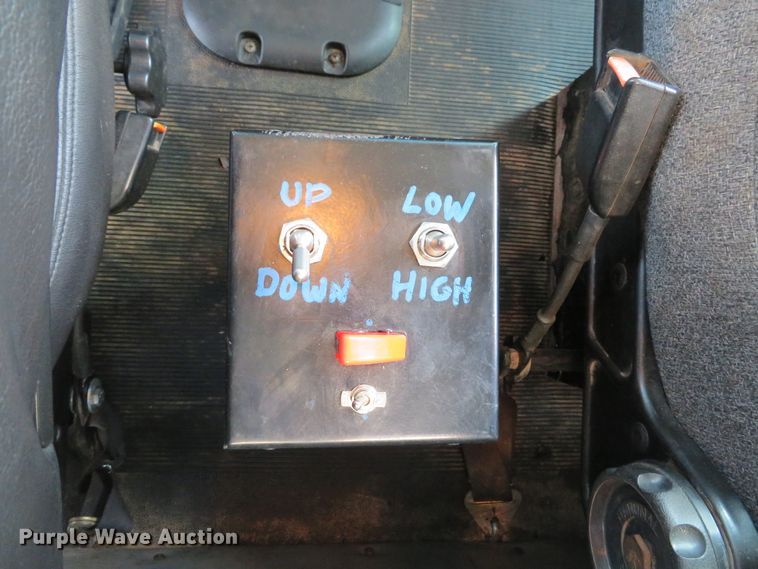 UP
LOW
DOWN
HIGH
Purple Wave Auction